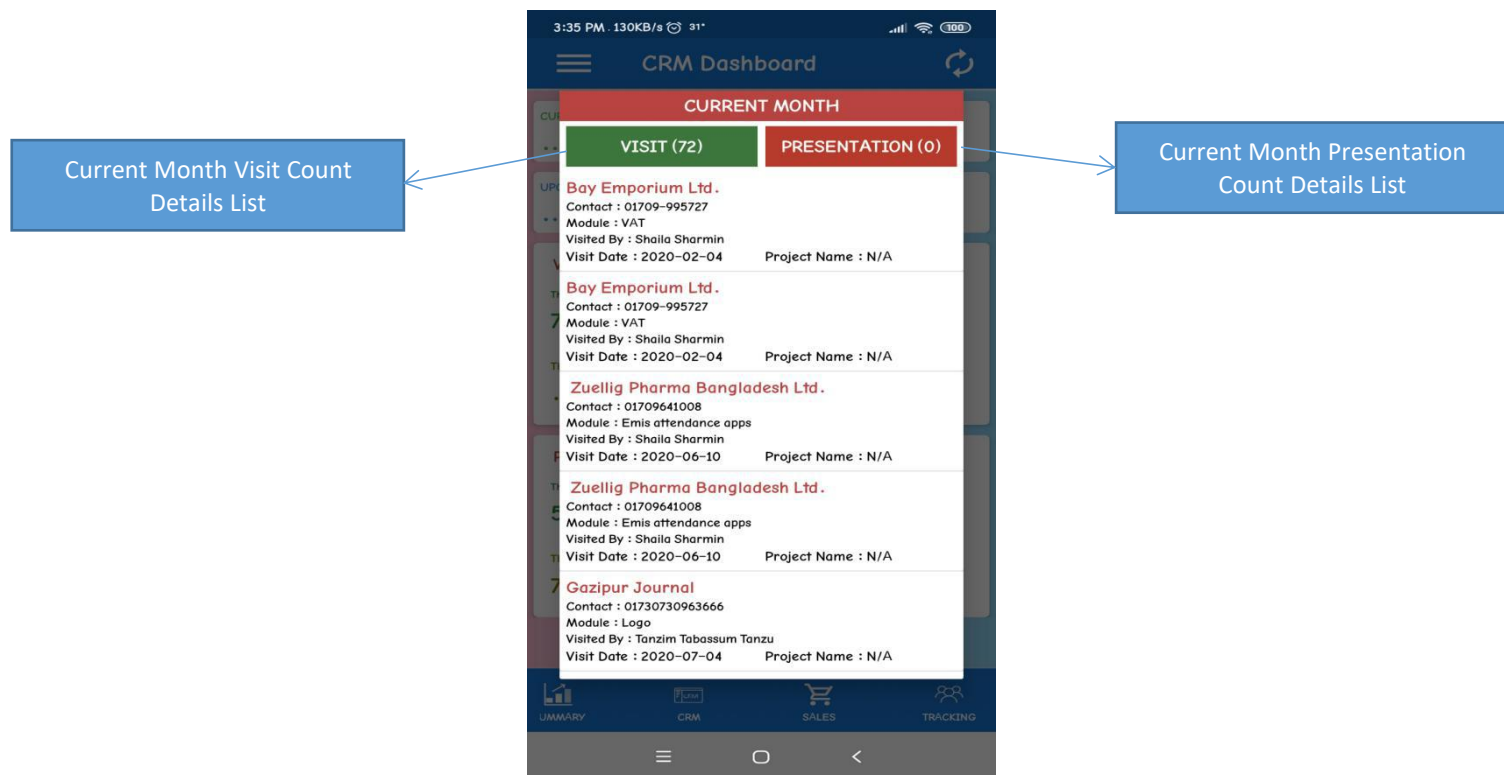 3:35 PM . 130KB/s 31° 100
CRM Dashboard
CURRENT MONTH
VISIT (72) PRESENTATION (0)
Current Month Visit Count
Details List
Current Month Presentation
Count Details List
Bay Emporium Ltd.
Contact : 01709-995727
Module : VAT
Visited By : Shaila Sharmin
Visit Date : 2020-02-04 Project Name : N/A
Bay Emporium Ltd.
Contact : 01709-995727
Module : VAT
Visited By : Shaila Sharmin
Visit Date : 2020-02-04 Project Name : N/A
Zuellig Pharma Bangladesh Ltd.
Contact : 01709641008
Module : Emis attendance apps
Visited By : Shaila Sharmin
Visit Date : 2020-06-10 Project Name : N/A
Zuellig Pharma Bangladesh Ltd.
Contact : 01709641008
Module : Emis attendance apps
Visited By : Shaila Sharmin
Visit Date : 2020-06-10 Project Name : N/A
Gazipur Journal
Contact : 01730730963666
Module : Logo
Visited By : Tanzim Tabassum Tanzu
Visit Date : 2020-07-04 Project Name : N/A
UMMARY CRM SALES TRACKING